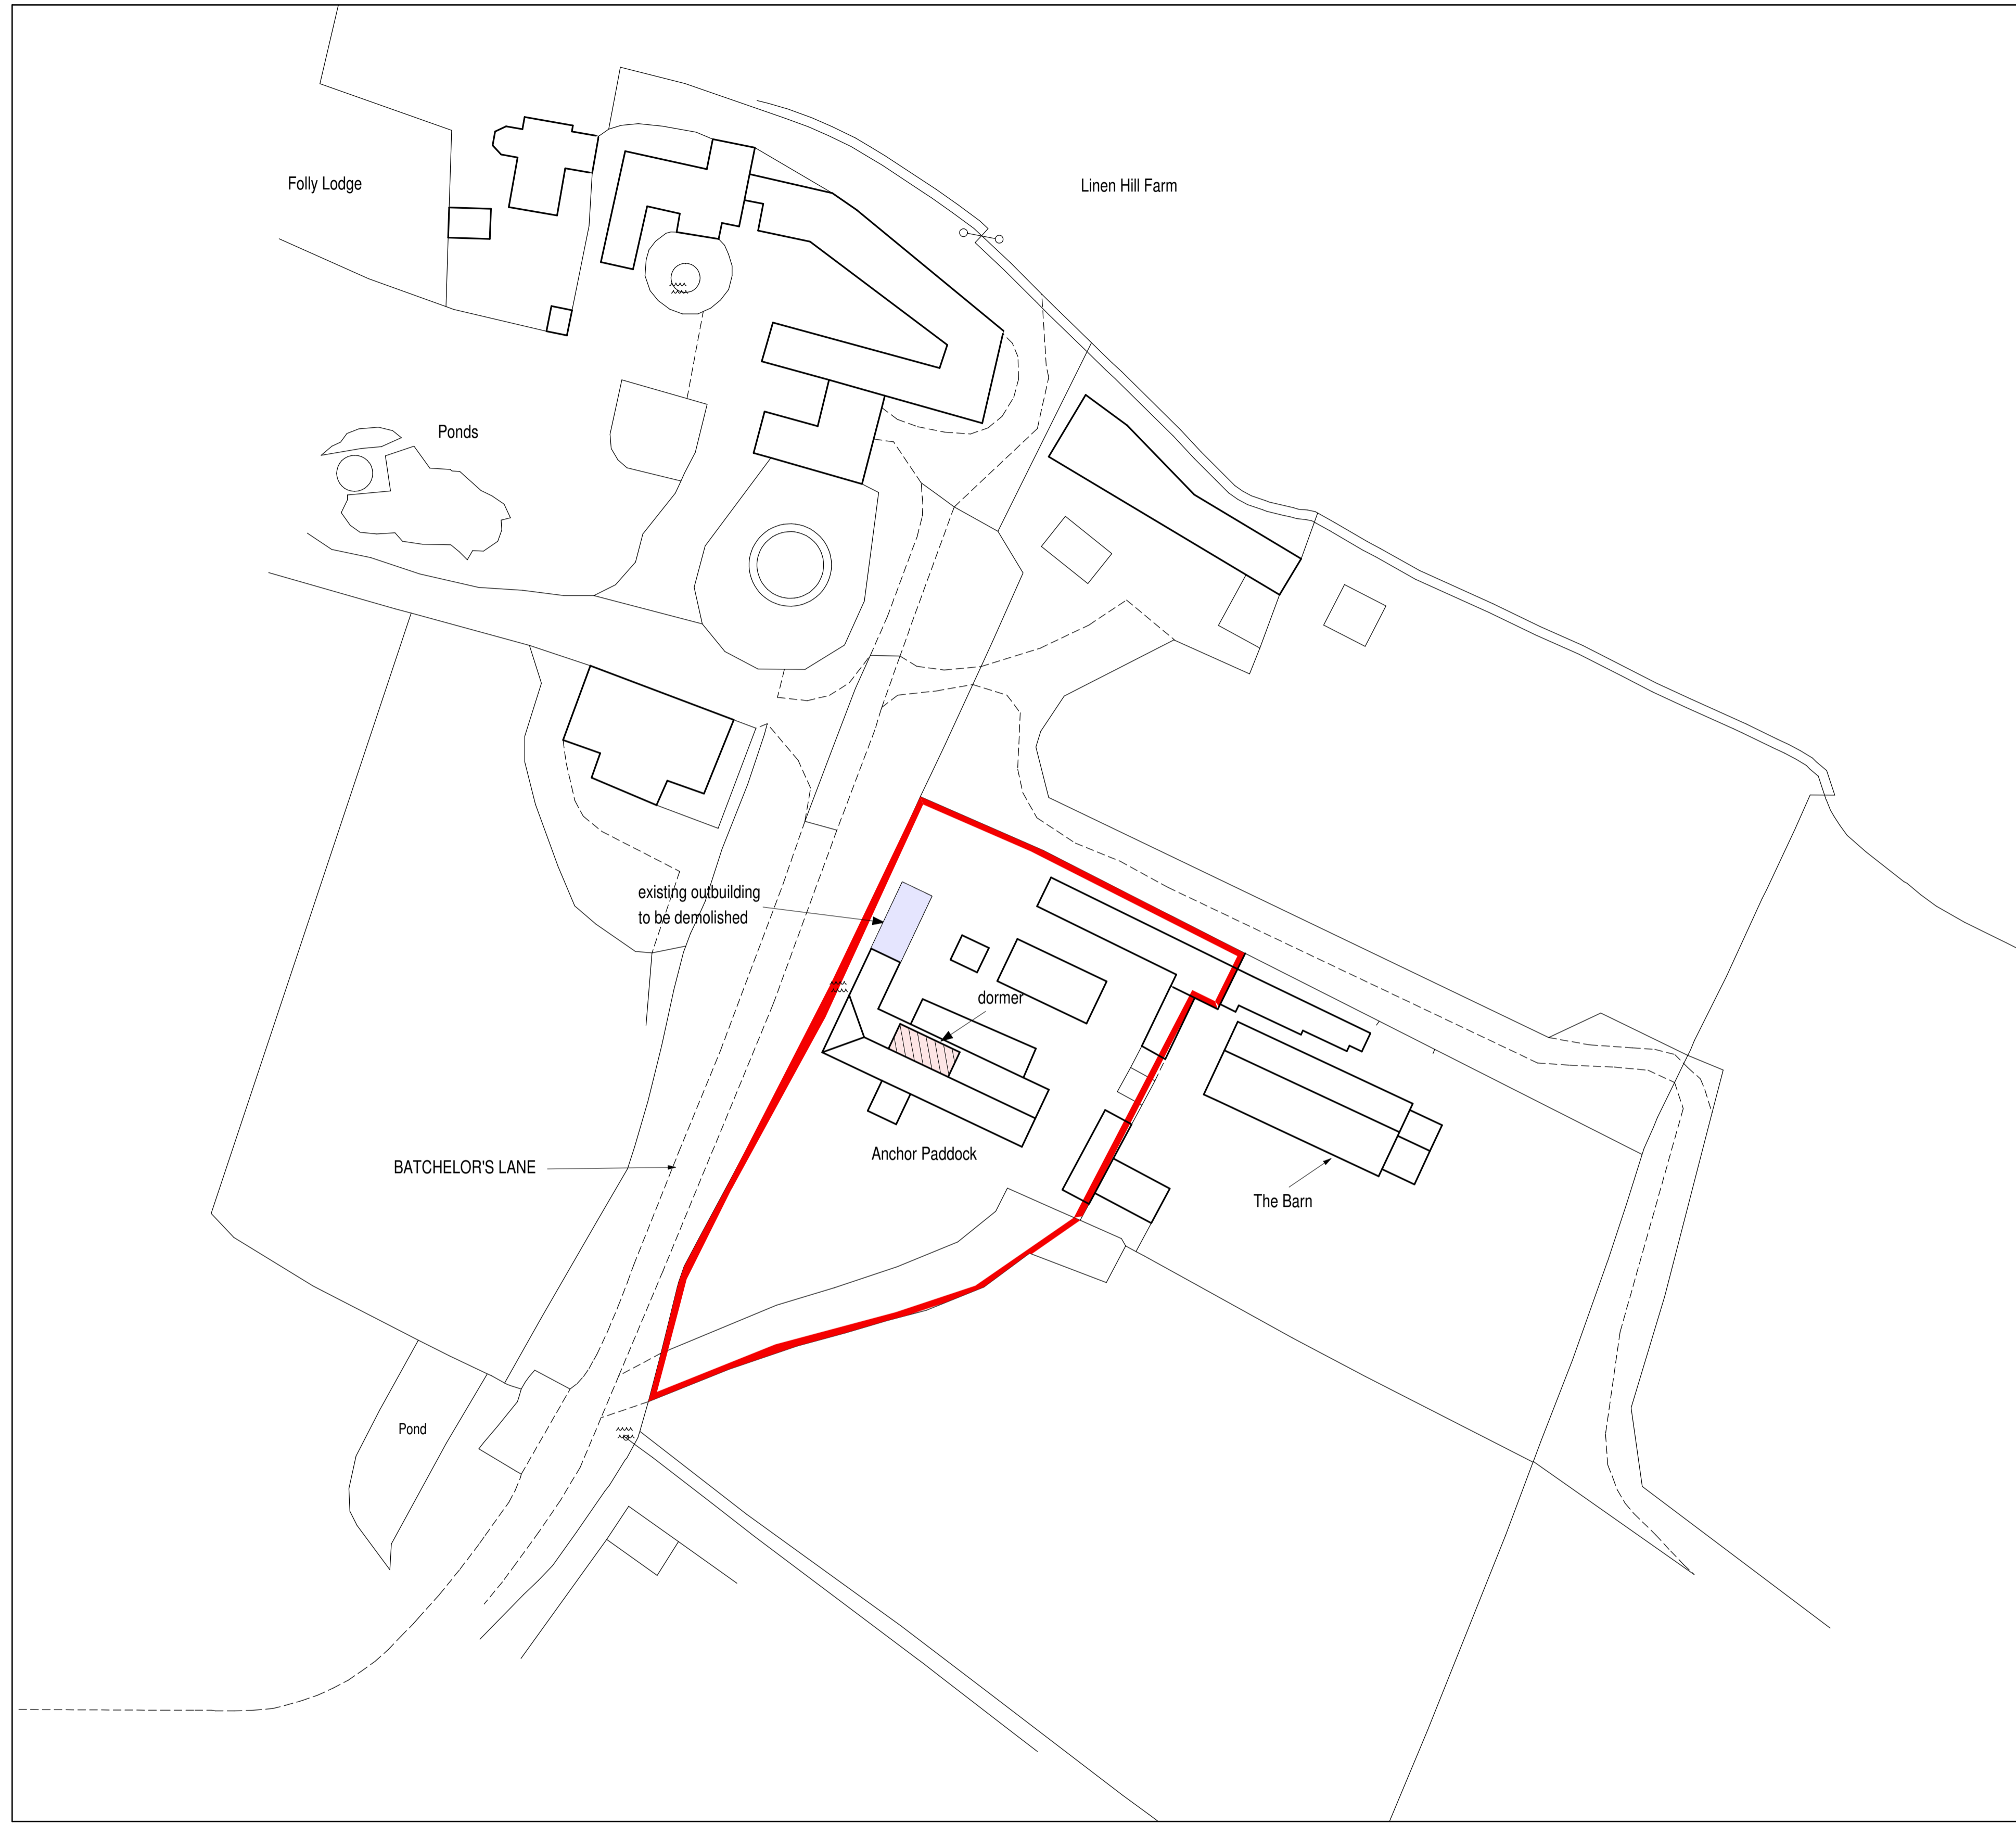 Folly Lodge
Linen Hill Farm
Ponds
existing outbuilding
to be demolished
dormer
Anchor Paddock
BATCHELOR'S LANE
The Barn
Pond